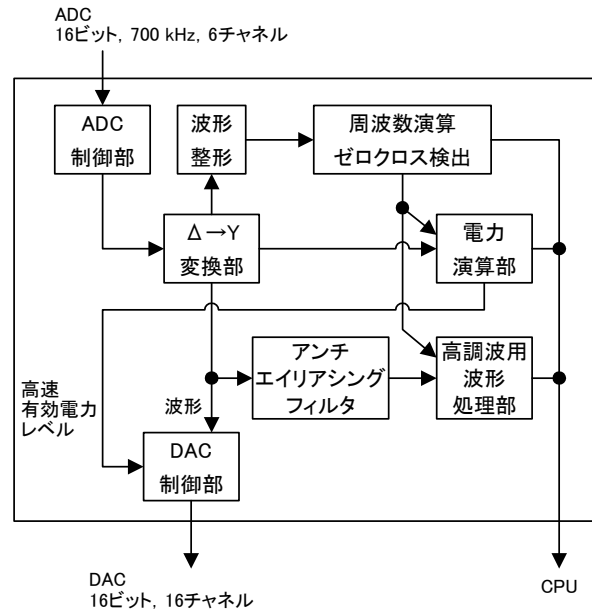 ADC
16ビット, 700 kHz, 6チャネル
ADC
制御部
波形
整形
周波数演算
ゼロクロス検出
Δ→Y
変換部
電力
演算部
高速
有効電力
レベル
波形
アンチ
エイリアシング
フィルタ
高調波用
波形
処理部
DAC
制御部
DAC
16ビット, 16チャネル
CPU